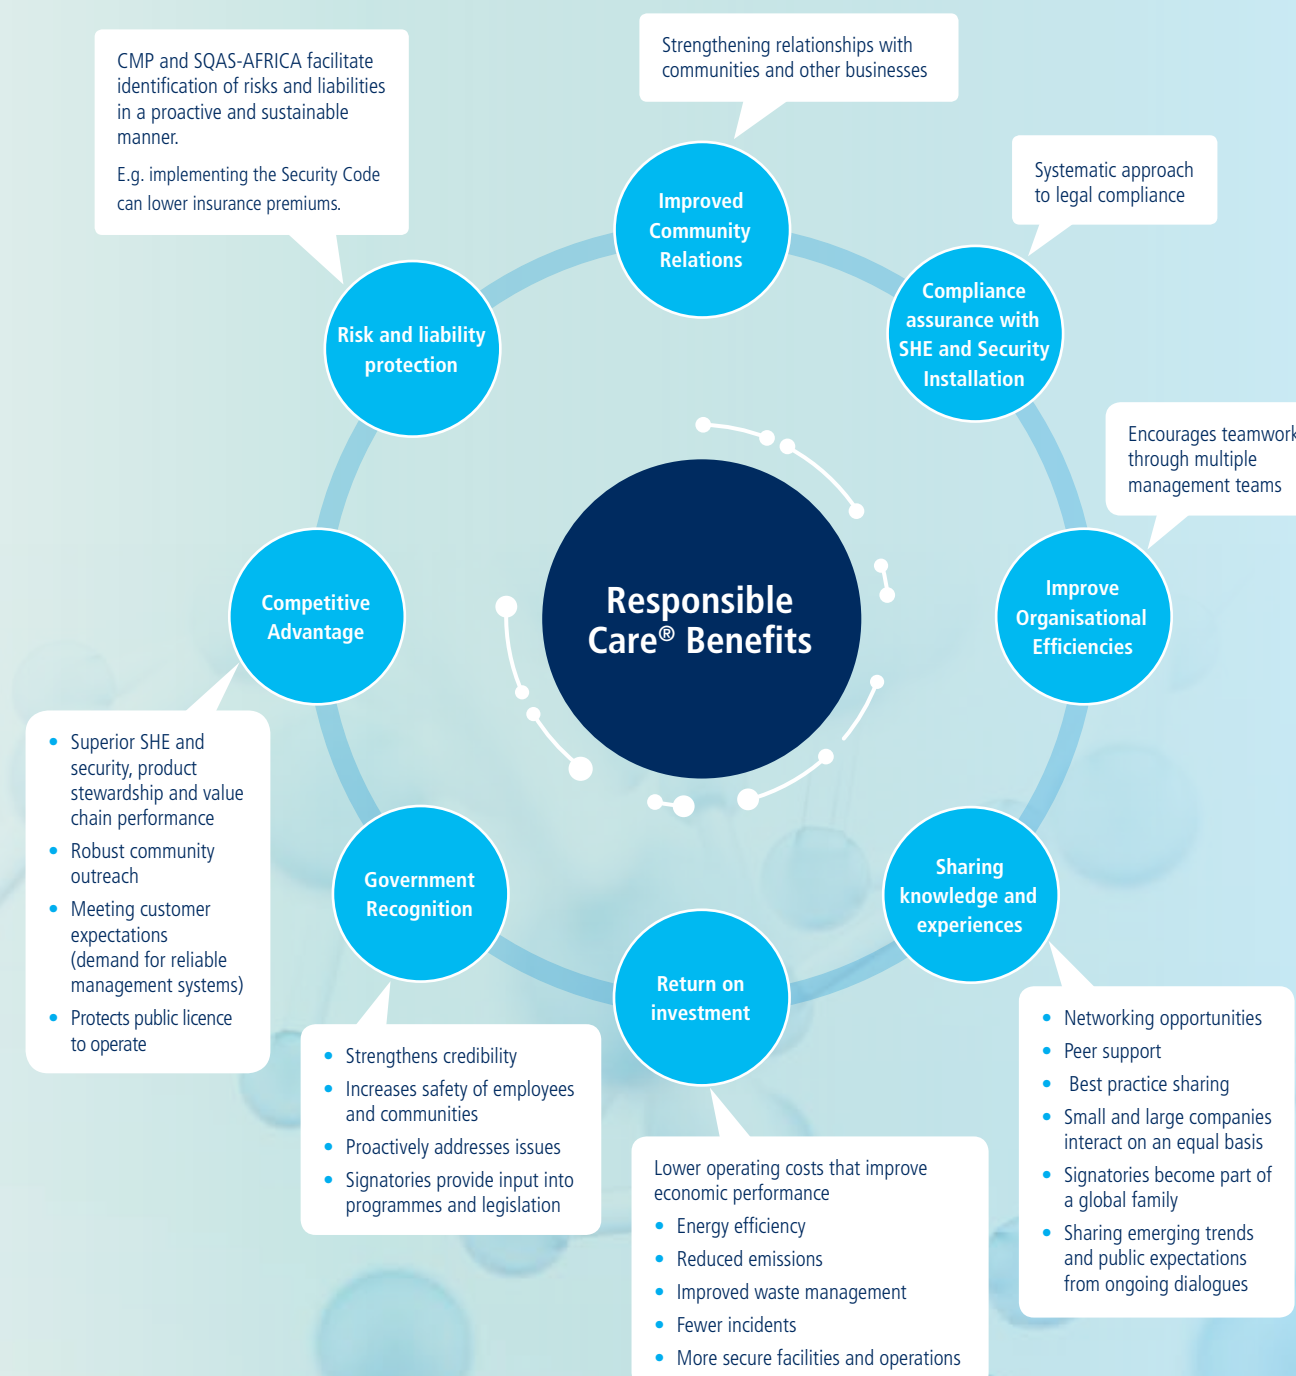 CMP and SQAS-AFRICA facilitate
identification of risks and liabilities
in a proactive and sustainable
manner.
E.g. implementing the Security Code
can lower insurance premiums.
Strengthening relationships with
communities and other businesses
Systematic approach
to legal compliance
Encourages teamwork
through multiple
management teams
Improved
Community
Relations
Compliance
assurance with
SHE and Security
Installation
Risk and liability
protection
Improve
Organisational
Efficiencies
Competitive
Advantage
Responsible
Care® Benefits
Government
Recognition
Sharing
knowledge and
experiences
Return on
investment
• Superior SHE and
security, product
stewardship and value
chain performance
• Robust community
outreach
• Meeting customer
expectations
(demand for reliable
management systems)
• Protects public licence
to operate
• Strengthens credibility
• Increases safety of employees
and communities
• Proactively addresses issues
• Signatories provide input into
programmes and legislation
Lower operating costs that improve
economic performance
• Energy efficiency
• Reduced emissions
• Improved waste management
• Fewer incidents
• More secure facilities and operations
• Networking opportunities
• Peer support
• Best practice sharing
• Small and large companies
interact on an equal basis
• Signatories become part of
a global family
• Sharing emerging trends
and public expectations
from ongoing dialogues